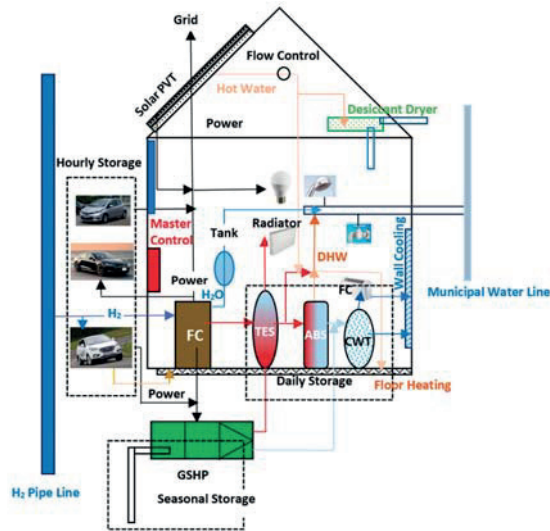 Grid
Flow Control
Solar PVT
Hot Water
Desiccant Dryer
Power
Hourly Storage
Radiator
Master
Control
Tank
DHW
Wall Cooling
Power
H₂O
FC
Municipal Water Line
H₂
FC
TES
ABS
CWT
Daily Storage
Floor Heating
Power
GSHP
H₂ Pipe Line
Seasonal Storage